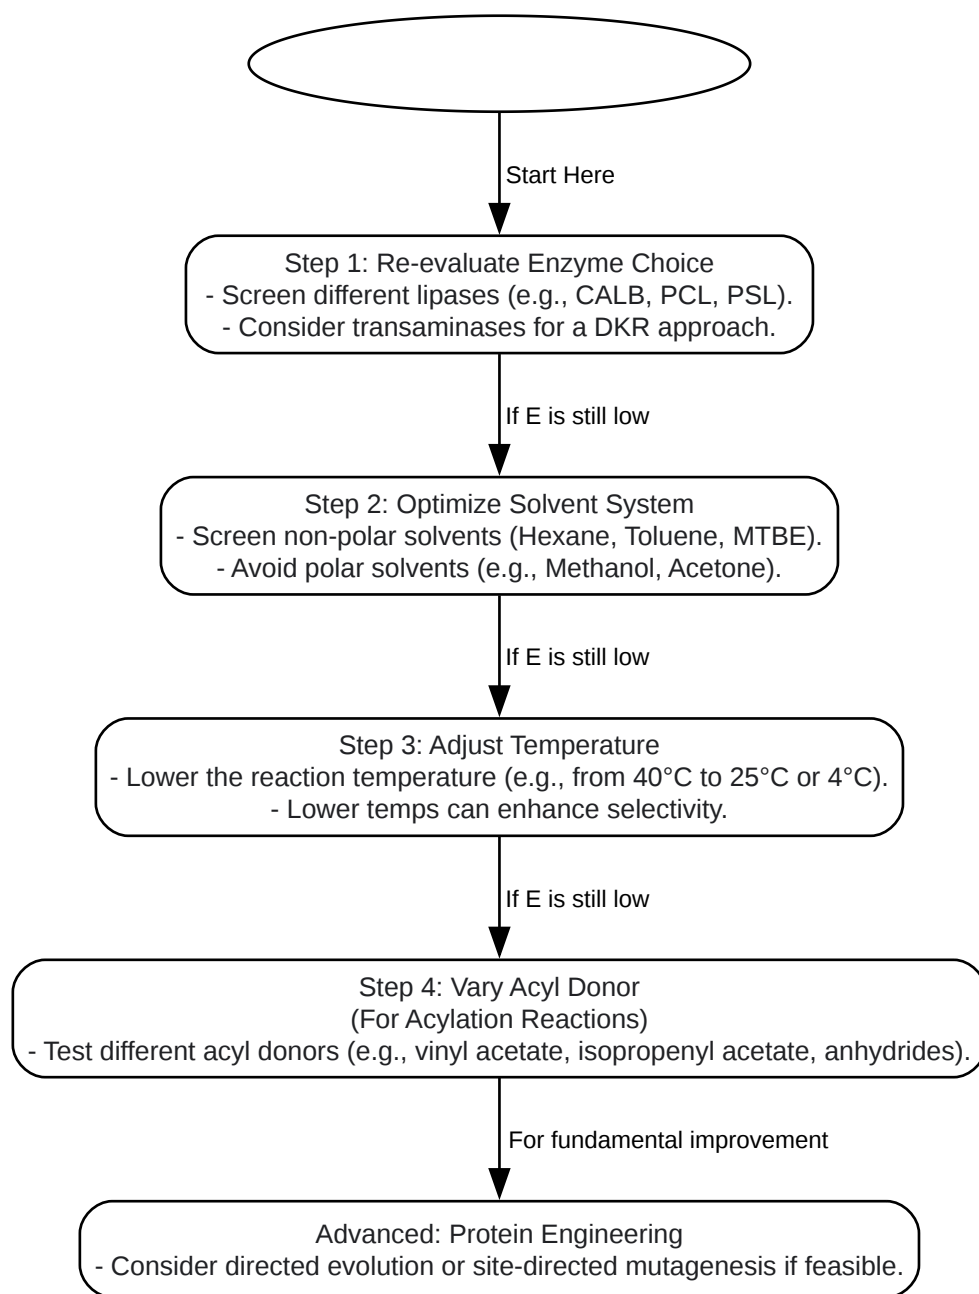 Start Here
Step 1: Re-evaluate Enzyme Choice
- Screen different lipases (e.g., CALB, PCL, PSL).
- Consider transaminases for a DKR approach.
If E is still low
Step 2: Optimize Solvent System
- Screen non-polar solvents (Hexane, Toluene, MTBE).
- Avoid polar solvents (e.g., Methanol, Acetone).
If E is still low
Step 3: Adjust Temperature
- Lower the reaction temperature (e.g., from 40°C to 25°C or 4°C).
- Lower temps can enhance selectivity.
If E is still low
Step 4: Vary Acyl Donor
(For Acylation Reactions)
- Test different acyl donors (e.g., vinyl acetate, isopropenyl acetate, anhydrides).
For fundamental improvement
Advanced: Protein Engineering
- Consider directed evolution or site-directed mutagenesis if feasible.